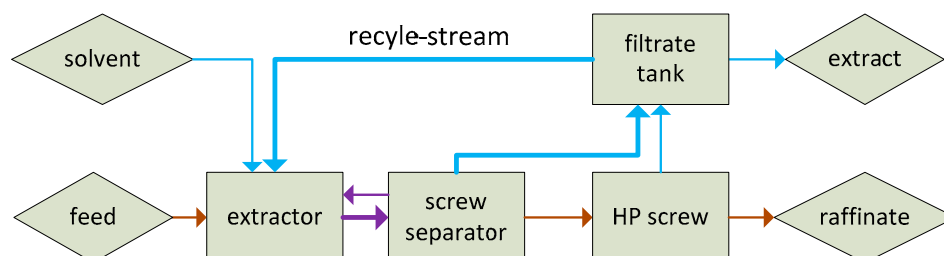 solvent
recyle-stream
filtrate
tank
extract
feed
extractor
screw
separator
HP screw
raffinate